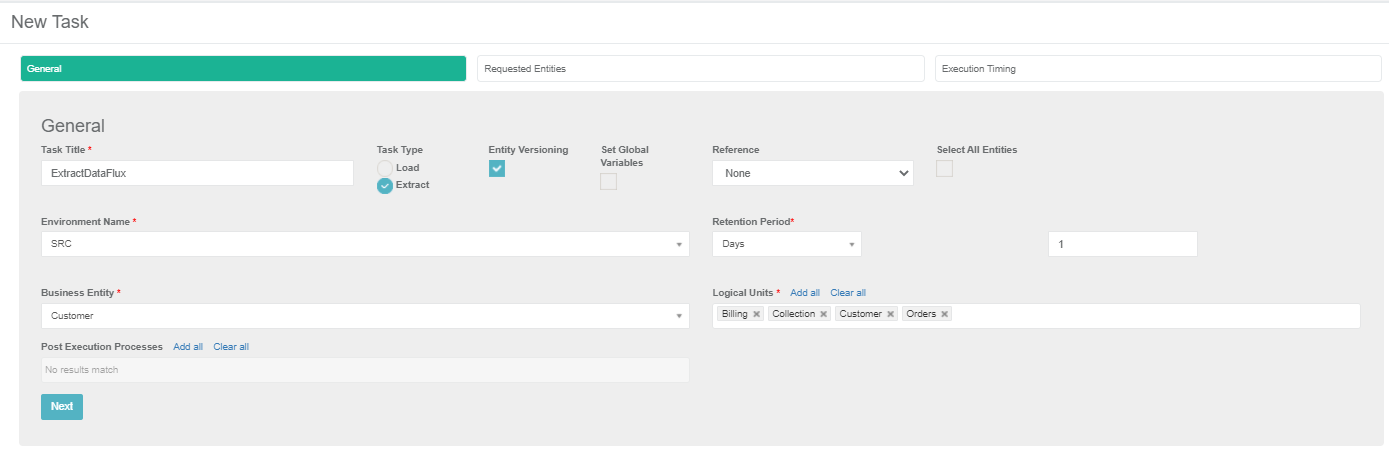 New Task
General
Requested Entities
Execution Timing
General
Task Title *
ExtractDataFlux
Task Type
Load
Extract
Entity Versioning
Set Global
Variables
Reference
None
Select All Entities
Environment Name *
SRC
Retention Period*
Days
1
Business Entity *
Customer
Logical Units * Add all Clear all
Billing × Collection × Customer × Orders ×
Post Execution Processes Add all Clear all
No results match
Next